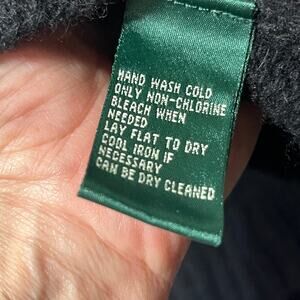 HAND WASH COLD
ONLY NON-CHLORINE
BLEACH WHEN
NEEDED
LAY FLAT TO DRY
COOL IRON IF
NECESSARY
CAN BE DRY CLEANED